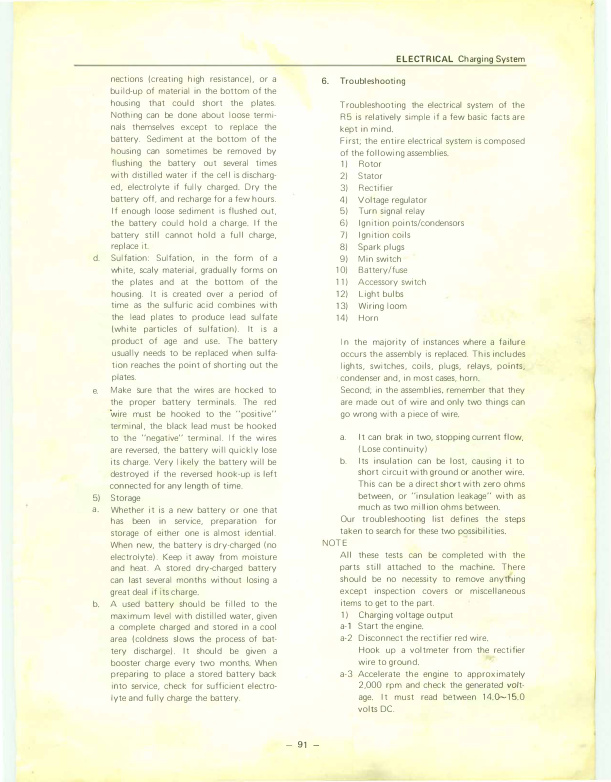 ELECTRICAL Charging System
nections (creating high resistance), or a
build-up of material in the bottom of the
housing that could short the plates.
Nothing can be done about loose termi-
nals themselves except to replace the
battery. Sediment at the bottom of the
housing can sometimes be removed by
flushing the battery out several times
with distilled water if the cell is discharg-
ed, electrolyte if fully charged. Dry the
battery off, and recharge for a few hours.
If enough loose sediment is flushed out,
the battery could hold a charge. If the
battery still cannot hold a full charge,
replace it.
d. Sulfation: Sulfation, in the form of a
white, scaly material, gradually forms on
the plates and at the bottom of the
housing. It is created over a period of
time as the sulfuric acid combines with
the lead plates to produce lead sulfate
(white particles of sulfation). It is a
product of age and use. The battery
usually needs to be replaced when sulfa-
tion reaches the point of shorting out the
plates.
e. Make sure that the wires are hocked to
the proper battery terminals. The red
wire must be hooked to the "positive"
terminal, the black lead must be hooked
to the "negative" terminal. If the wires
are reversed, the battery will quickly lose
its charge. Very likely the battery will be
destroyed if the reversed hook-up is left
connected for any length of time.
5) Storage
a. Whether it is a new battery or one that
has been in service, preparation for
storage of either one is almost idential.
When new, the battery is dry-charged (no
electrolyte). Keep it away from moisture
and heat. A stored dry-charged battery
can last several months without losing a
great deal if its charge.
b. A used battery should be filled to the
maximum level with distilled water, given
a complete charged and stored in a cool
area (coldness slows the process of bat-
tery discharge). It should be given a
booster charge every two months. When
preparing to place a stored battery back
into service, check for sufficient electro-
lyte and fully charge the battery.
6. Troubleshooting
Troubleshooting the electrical system of the
R5 is relatively simple if a few basic facts are
kept in mind.
First; the entire electrical system is composed
of the following assemblies.
1) Rotor
2) Stator
3) Rectifier
4) Voltage regulator
5) Turn signal relay
6) Ignition points/condensors
7) Ignition coils
8) Spark plugs
9) Min switch
10) Battery/fuse
11) Accessory switch
12) Light bulbs
13) Wiring loom
14) Horn
In the majority of instances where a failure
occurs the assembly is replaced. This includes
lights, switches, coils, plugs, relays, points,
condenser and, in most cases, horn.
Second, in the assemblies, remember that they
are made out of wire and only two things can
go wrong with a piece of wire.
a. It can brak in two, stopping current flow,
(Lose continuity)
b. Its insulation can be lost, causing it to
short circuit with ground or another wire.
This can be a direct short with zero ohms
between, or "insulation leakage" with as
much as two million ohms between.
Our troubleshooting list defines the steps
taken to search for these two possibilities.
NOTE
All these tests can be completed with the
parts still attached to the machine. There
should be no necessity to remove anything
except inspection covers or miscellaneous
items to get to the part.
1) Charging voltage output
a-1 Start the engine.
a-2 Disconnect the rectifier red wire.
Hook up a voltmeter from the rectifier
wire to ground.
a-3 Accelerate the engine to approximately
2,000 rpm and check the generated volt-
age. It must read between 14.0~15.0
volts DC.
– 91 –